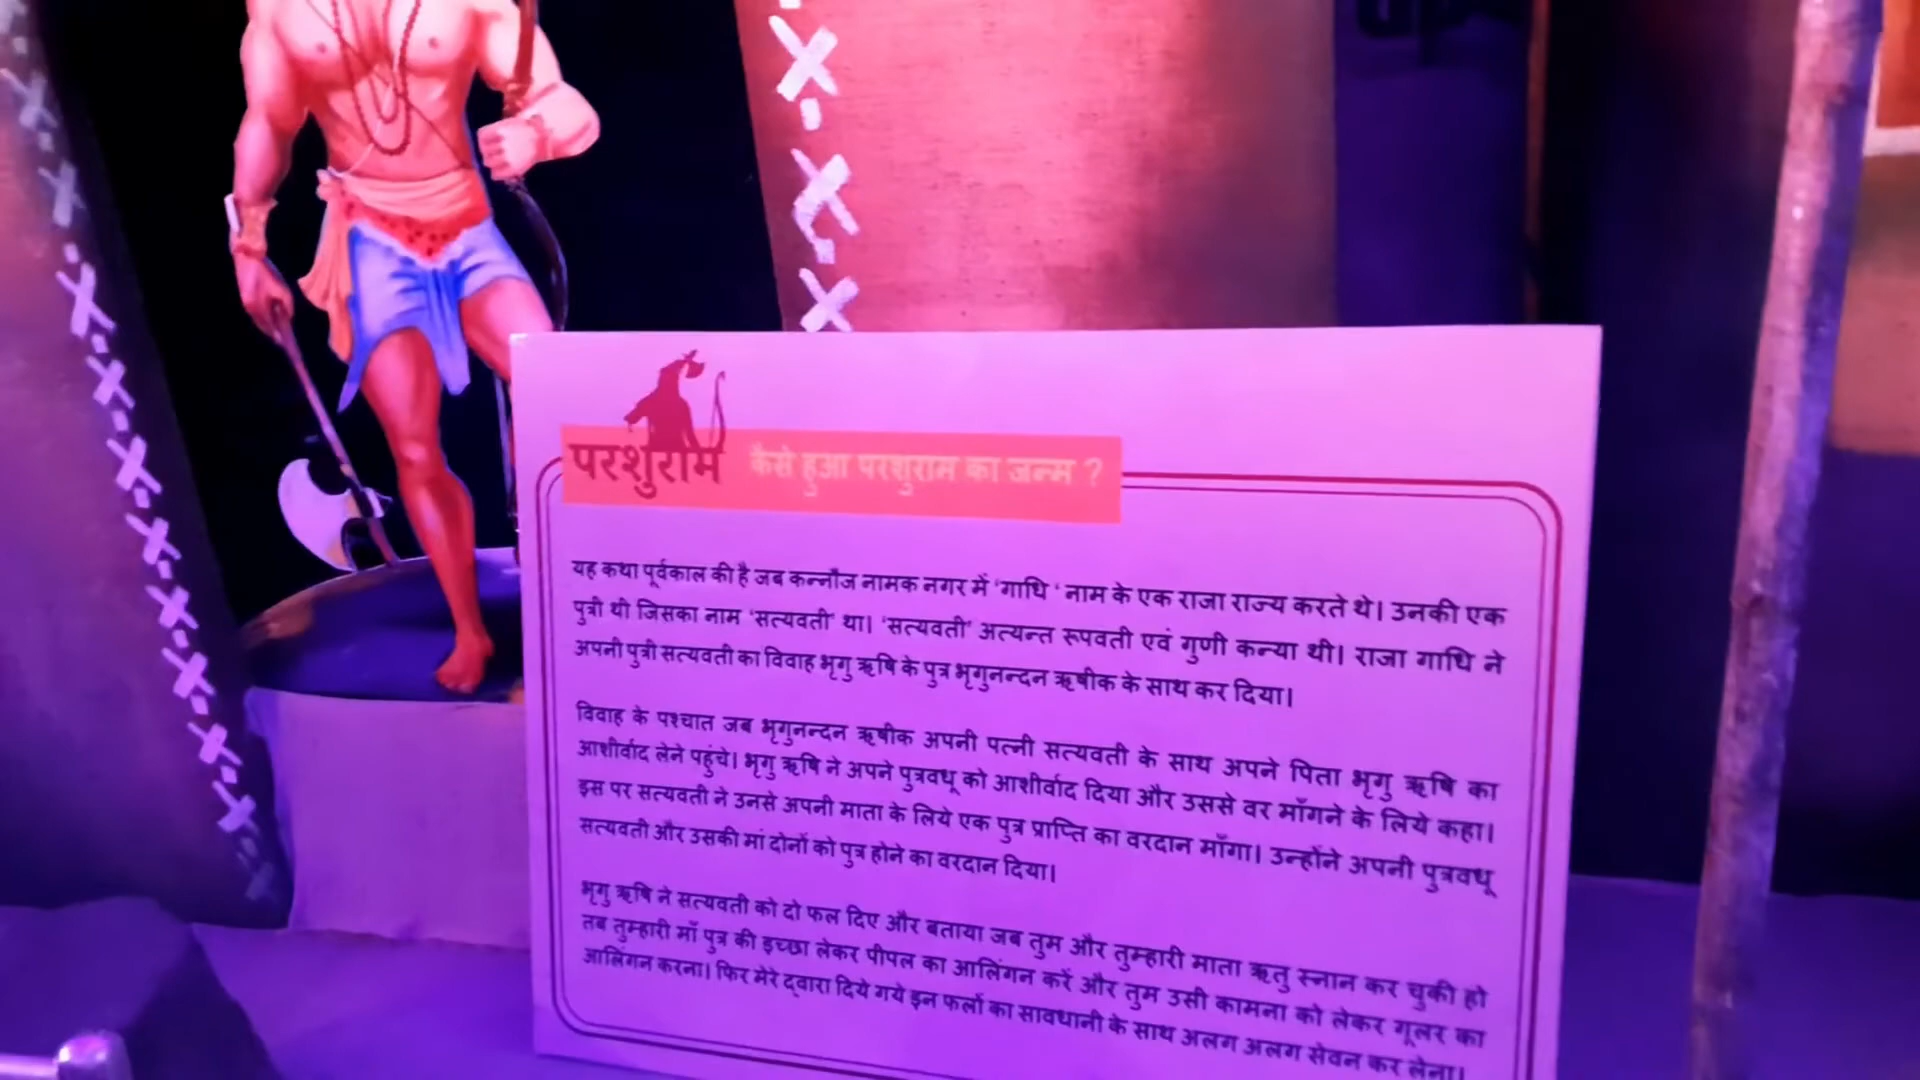 परशुराम कैसे हुआ परशुराम का जन्म ?
यह कथा पूर्वकाल की है जब कन्नौज नामक नगर में 'गाधि ' नाम के एक राजा राज्य करते थे। उनकी एक
पुत्री थी जिसका नाम 'सत्यवती' था। 'सत्यवती' अत्यन्त रूपवती एवं गुणी कन्या थी। राजा गाधि ने
अपनी पुत्री सत्यवती का विवाह भृगु ऋषि के पुत्र भृगुनन्दन ऋषीक के साथ कर दिया।
विवाह के पश्चात जब भृगुनन्दन ऋषीक अपनी पत्नी सत्यवती के साथ अपने पिता भृगु ऋषि का
आशीर्वाद लेने पहुंचे। भृगु ऋषि ने अपने पुत्रवधू को आशीर्वाद दिया और उससे वर माँगने के लिये कहा।
इस पर सत्यवती ने उनसे अपनी माता के लिये एक पुत्र प्राप्ति का वरदान माँगा। उन्होंने अपनी पुत्रवधू
सत्यवती और उसकी मां दोनों को पुत्र होने का वरदान दिया।
भृगु ऋषि ने सत्यवती को दो फल दिए और बताया जब तुम और तुम्हारी माता ऋतु स्नान कर चुकी हो
तब तुम्हारी माँ पुत्र की इच्छा लेकर पीपल का आलिंगन करें और तुम उसी कामना को लेकर गूलर का
आलिंगन करना। फिर मेरे द्वारा दिये गये इन फलों का सावधानी के साथ अलग अलग सेवन कर लेना।